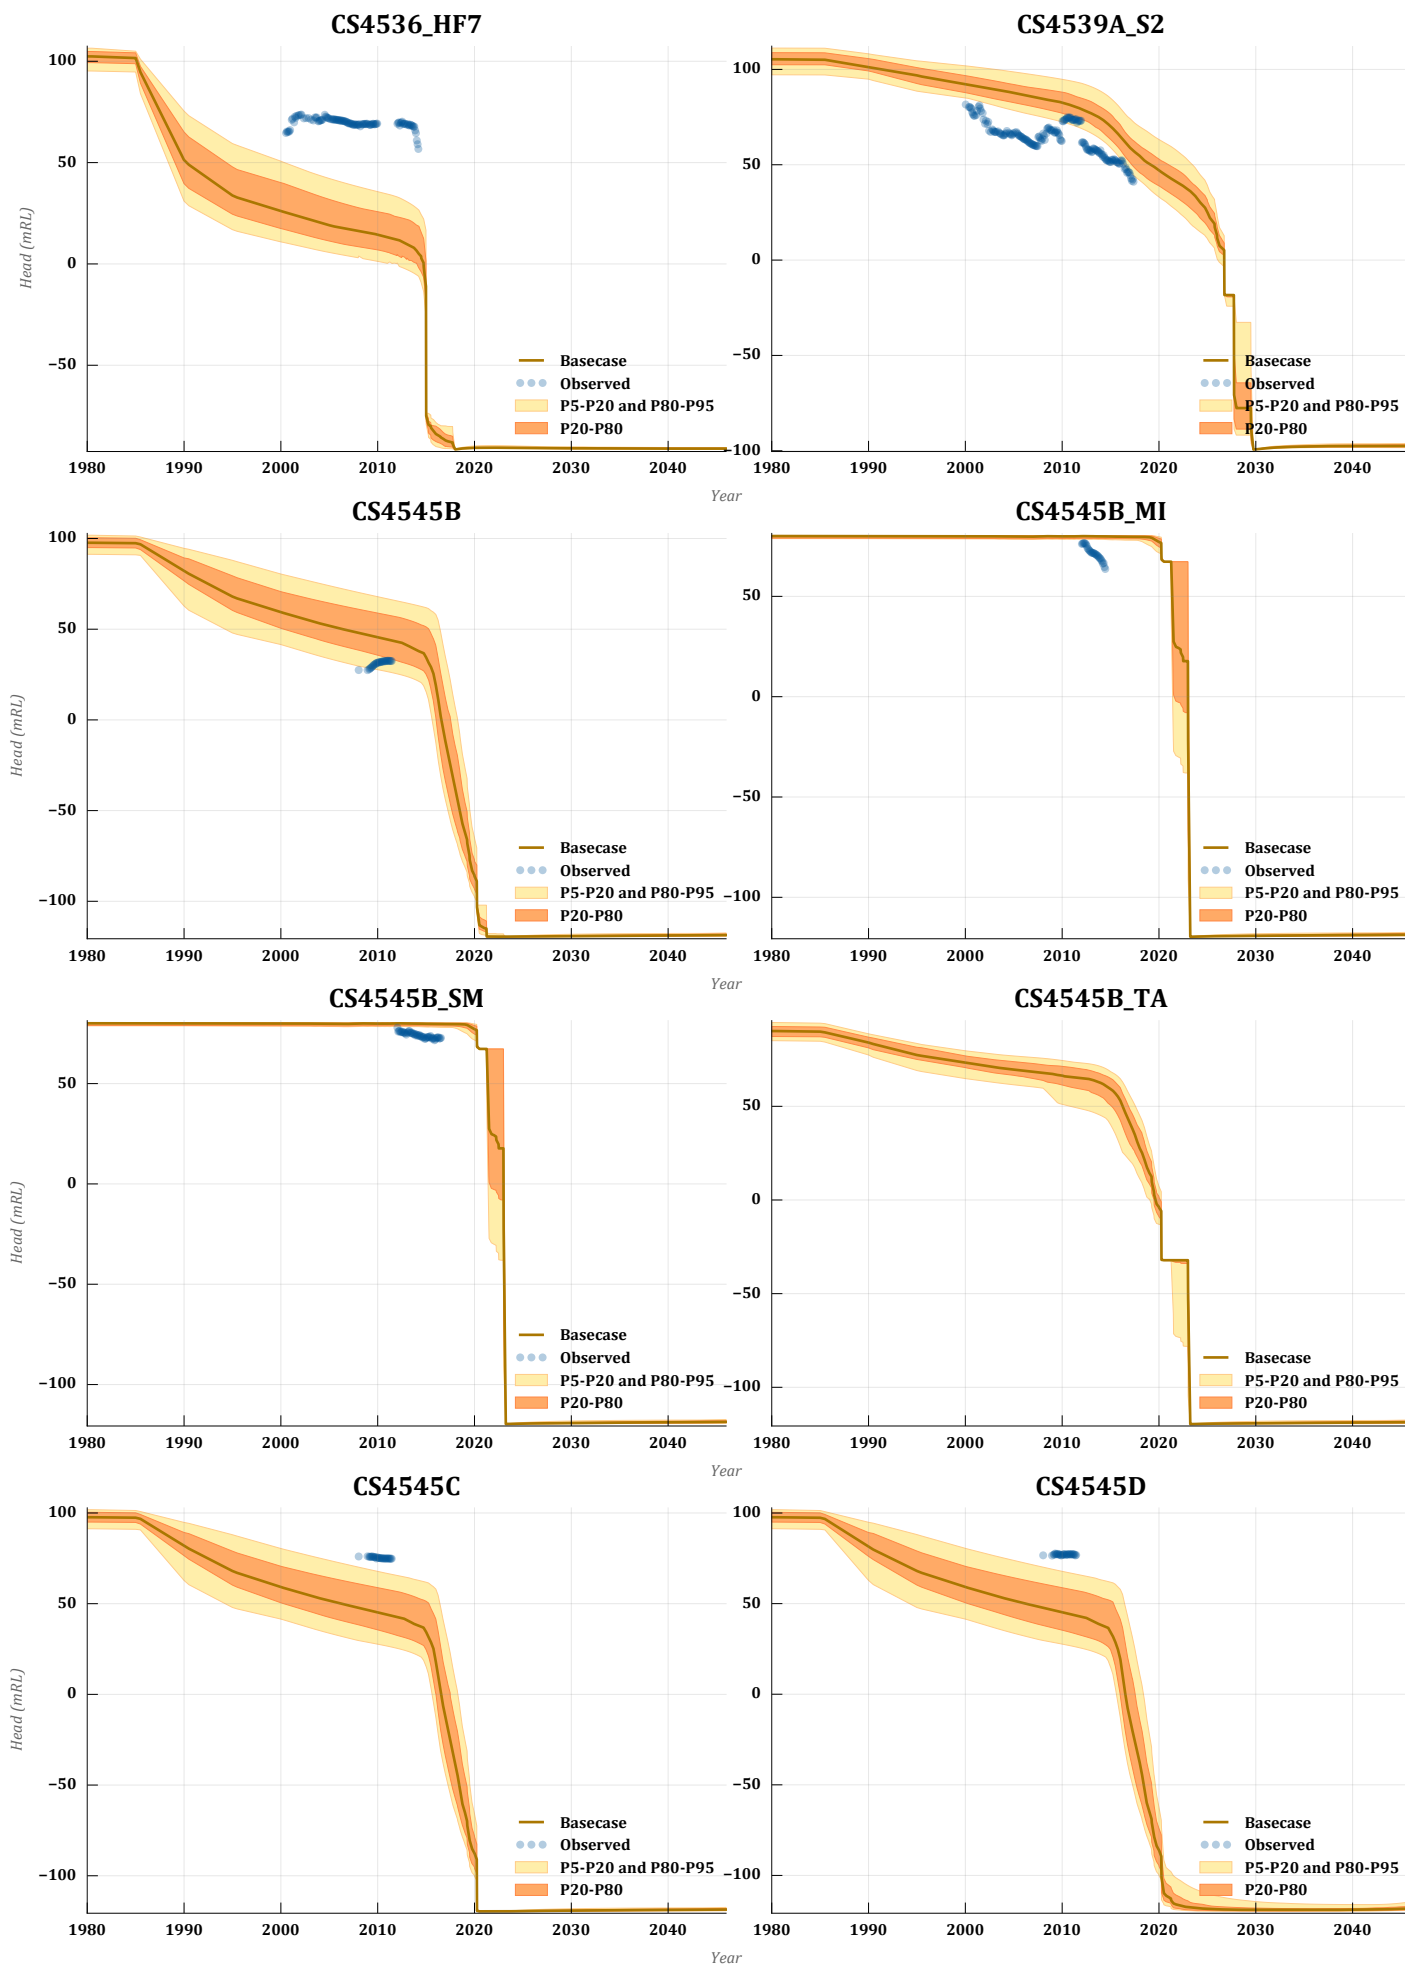 CS4536_HF7
CS4539A_S2
100
50
0
−50
Head (mRL)
Basecase
Observed
P5-P20 and P80-P95
P20-P80
1980 1990 2000 2010 2020 2030 2040
100
50
0
−50
−100
Basecase
Observed
P5-P20 and P80-P95
P20-P80
1980 1990 2000 2010 2020 2030 2040
Year
CS4545B
CS4545B_MI
100
50
0
−50
−100
Head (mRL)
Basecase
Observed
P5-P20 and P80-P95
P20-P80
1980 1990 2000 2010 2020 2030 2040
50
0
−50
−100
Basecase
Observed
P5-P20 and P80-P95
P20-P80
1980 1990 2000 2010 2020 2030 2040
Year
CS4545B_SM
CS4545B_TA
50
0
−50
−100
Head (mRL)
Basecase
Observed
P5-P20 and P80-P95
P20-P80
1980 1990 2000 2010 2020 2030 2040
50
0
−50
−100
Basecase
P5-P20 and P80-P95
P20-P80
1980 1990 2000 2010 2020 2030 2040
Year
CS4545C
CS4545D
100
50
0
−50
−100
Head (mRL)
Basecase
Observed
P5-P20 and P80-P95
P20-P80
1980 1990 2000 2010 2020 2030 2040
100
50
0
−50
−100
Basecase
Observed
P5-P20 and P80-P95
P20-P80
1980 1990 2000 2010 2020 2030 2040
Year